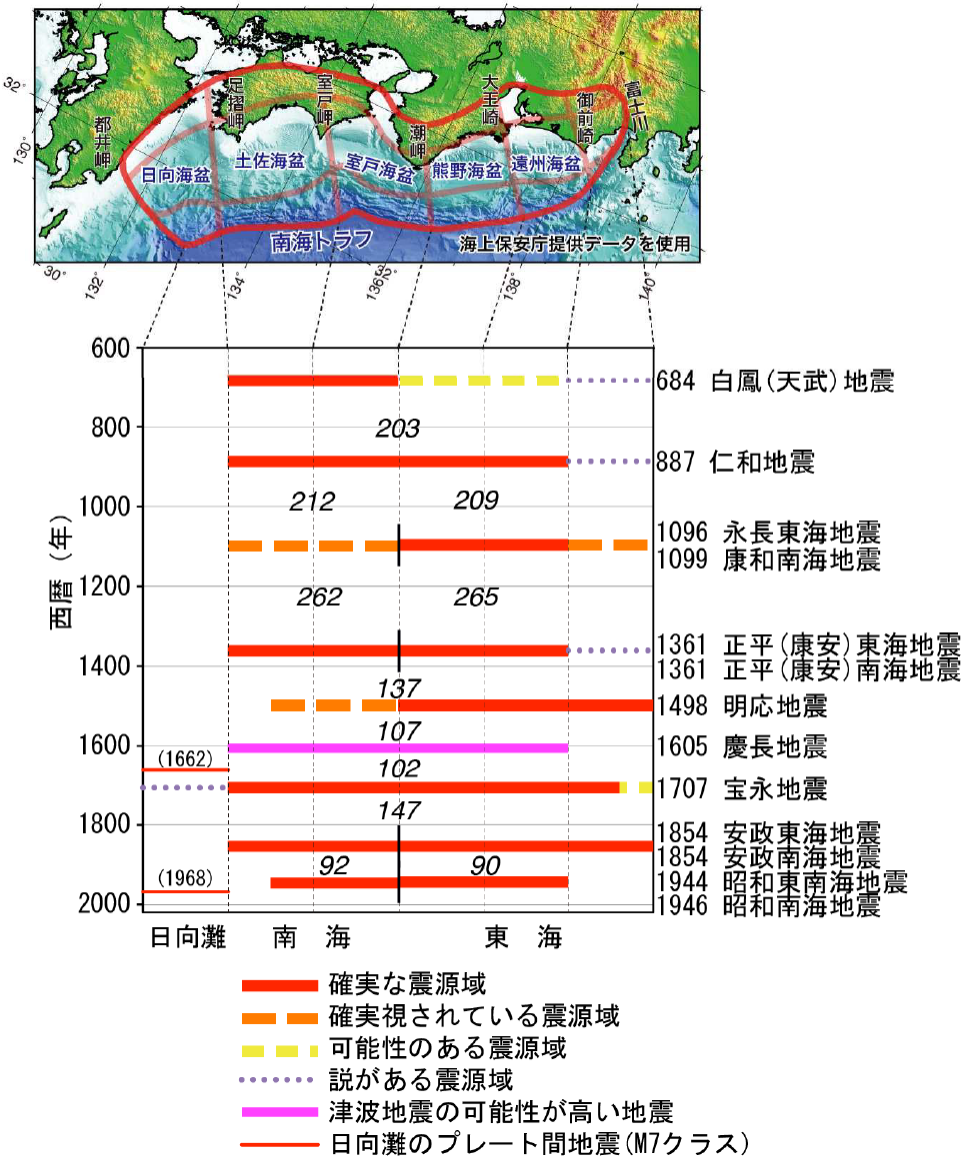 32°
130°
都井岬
足摺岬
室戸岬
潮岬
大王崎
御前崎
富士川
日向海盆
土佐海盆
室戸海盆
熊野海盆
遠州海盆
南海トラフ
海上保安庁提供データを使用
30°
132°
134°
136°
32°
138°
140°
西暦（年）
600
684 白鳳(天武)地震
800
203
887 仁和地震
1000
212
209
1096 永長東海地震
1099 康和南海地震
1200
262
265
1361 正平(康安)東海地震
1361 正平(康安)南海地震
1400
137
1498 明応地震
107
1600
1605 慶長地震
(1662)
102
1707 宝永地震
147
1800
1854 安政東海地震
1854 安政南海地震
92
90
(1968)
1944 昭和東南海地震
1946 昭和南海地震
2000
日向灘
南 海
東 海
確実な震源域
確実視されている震源域
可能性のある震源域
説がある震源域
津波地震の可能性が高い地震
日向灘のプレート間地震(M7クラス)